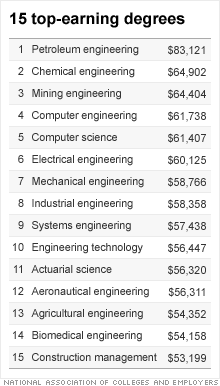 15 top-earning degrees
1 Petroleum engineering $83,121
2 Chemical engineering $64,902
3 Mining engineering $64,404
4 Computer engineering $61,738
5 Computer science $61,407
6 Electrical engineering $60,125
7 Mechanical engineering $58,766
8 Industrial engineering $58,358
9 Systems engineering $57,438
10 Engineering technology $56,447
11 Actuarial science $56,320
12 Aeronautical engineering $56,311
13 Agricultural engineering $54,352
14 Biomedical engineering $54,158
15 Construction management $53,199
NATIONAL ASSOCIATION OF COLLEGES AND EMPLOYERS